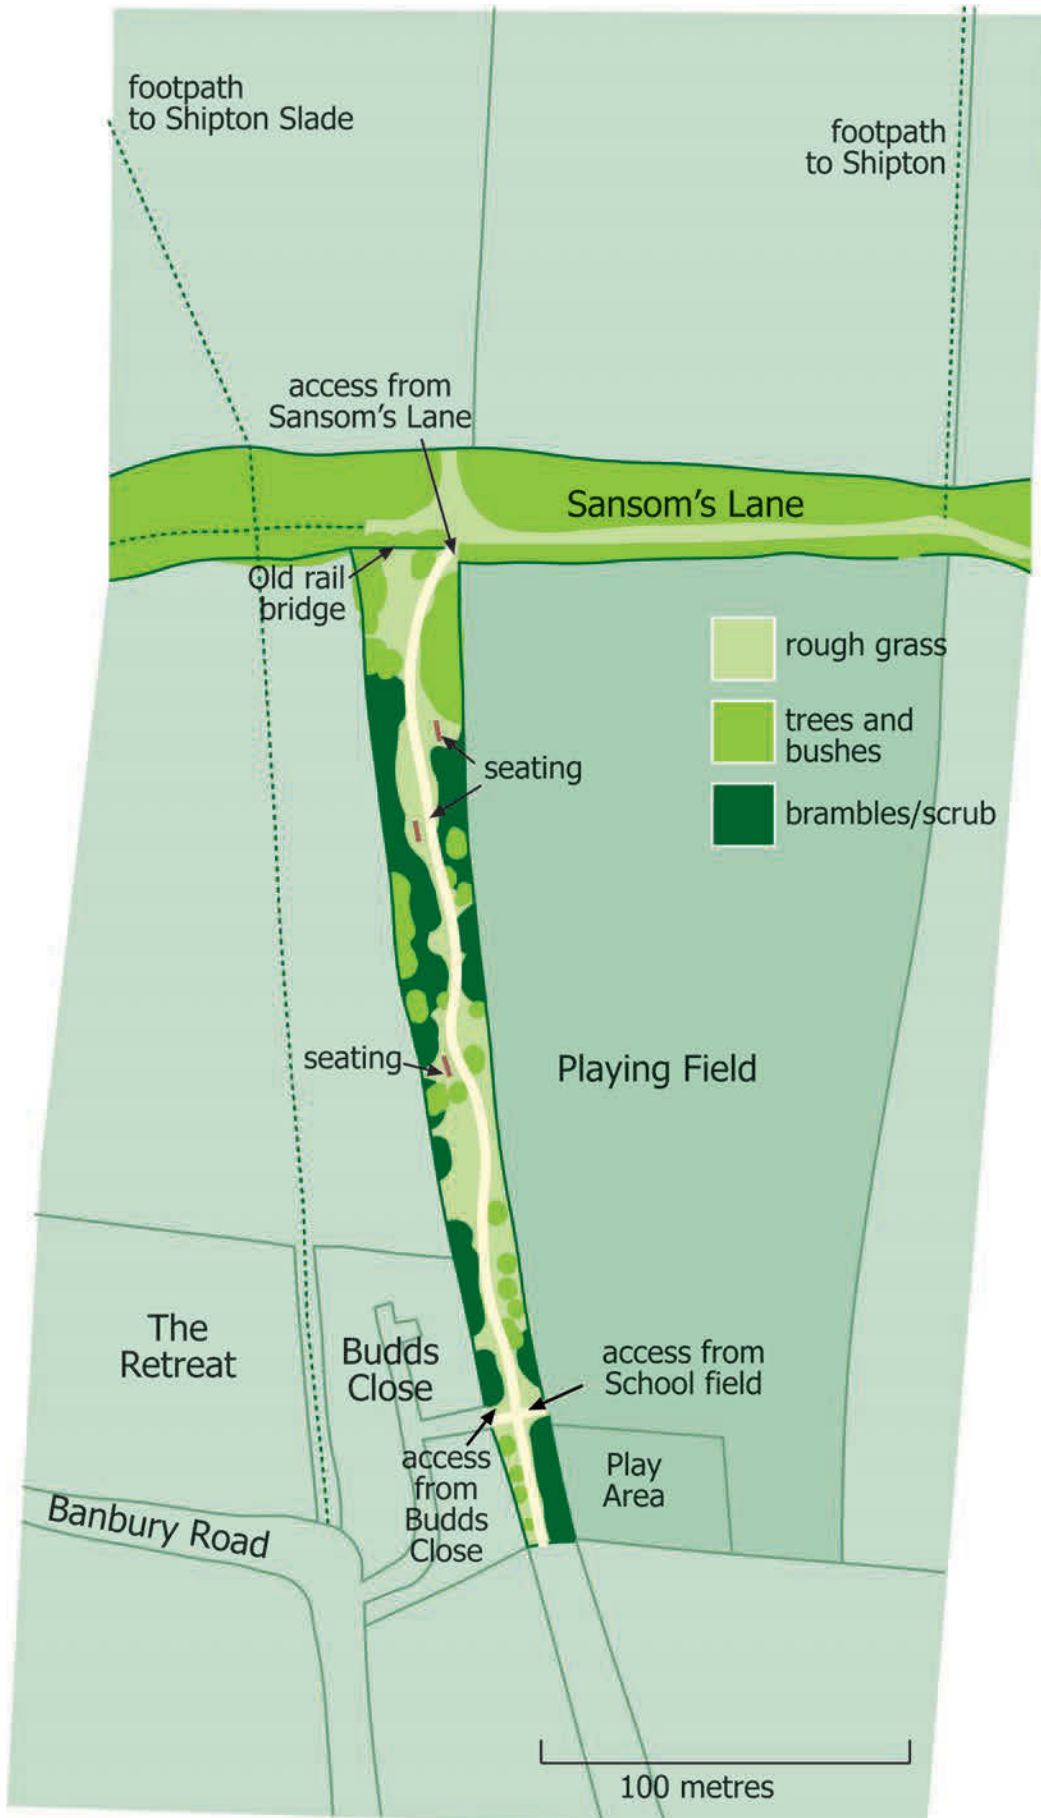 footpath
to Shipton Slade
footpath
to Shipton
access from
Sansom's Lane
Sansom's Lane
Old rail
bridge
rough grass
trees and
bushes
brambles/scrub
seating
seating
Playing Field
The
Retreat
Budds
Close
access from
School field
access
from
Budds
Close
Play
Area
Banbury Road
100 metres